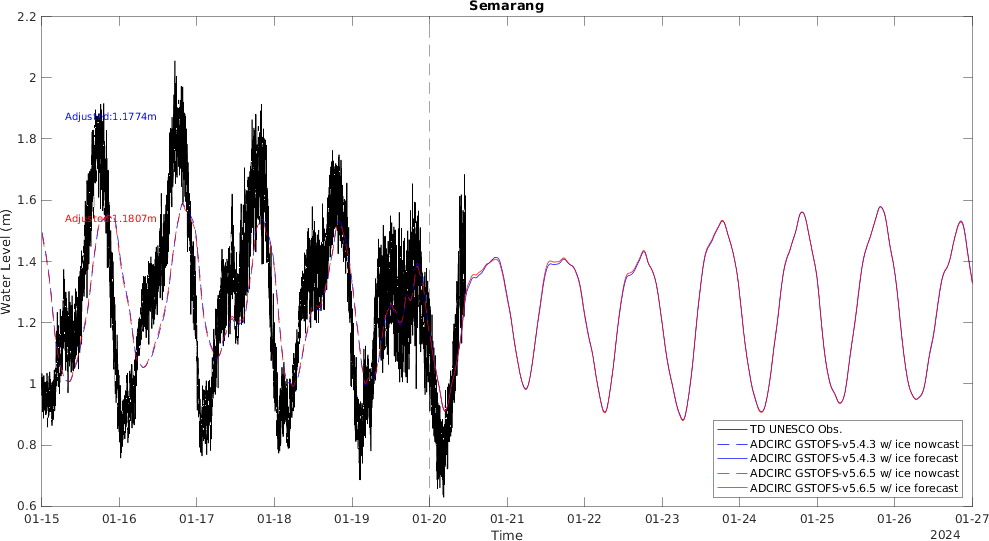 Semarang
2.2
2
1.8
1.6
1.4
1.2
1
0.8
0.6
Water Level (m)
Adjusted:1.1774m
Adjusted:1.1807m
TD UNESCO Obs.
ADCIRC GSTOFS-v5.4.3 w/ ice nowcast
ADCIRC GSTOFS-v5.4.3 w/ ice forecast
ADCIRC GSTOFS-v5.6.5 w/ ice nowcast
ADCIRC GSTOFS-v5.6.5 w/ ice forecast
01-15 01-16 01-17 01-18 01-19 01-20 01-21 01-22 01-23 01-24 01-25 01-26 01-27
Time
2024